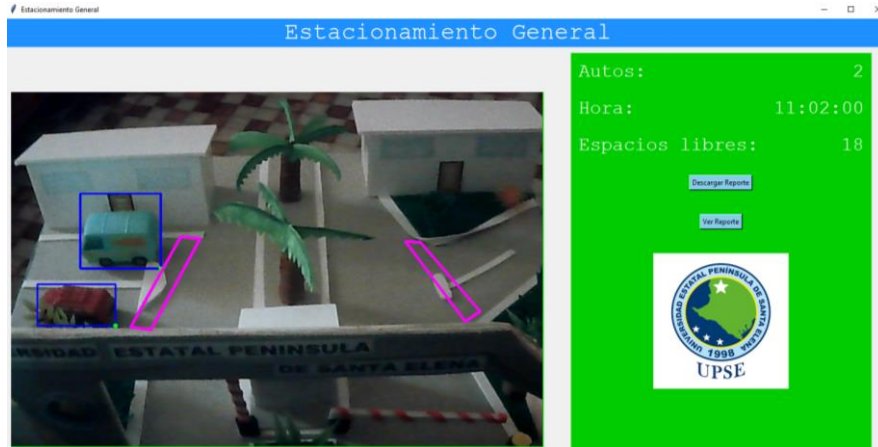 Estacionamiento General
Estacionamiento General
Autos: 2
Hora: 11:02:00
Espacios libres: 18
Descargar Reporte
Ver Reporte
UNIVERSIDAD ESTATAL PENÍNSULA DE SANTA ELENA
1998
UPSE
ERSIDAD ESTATAL PENINSULA
DE SANTA ELENA